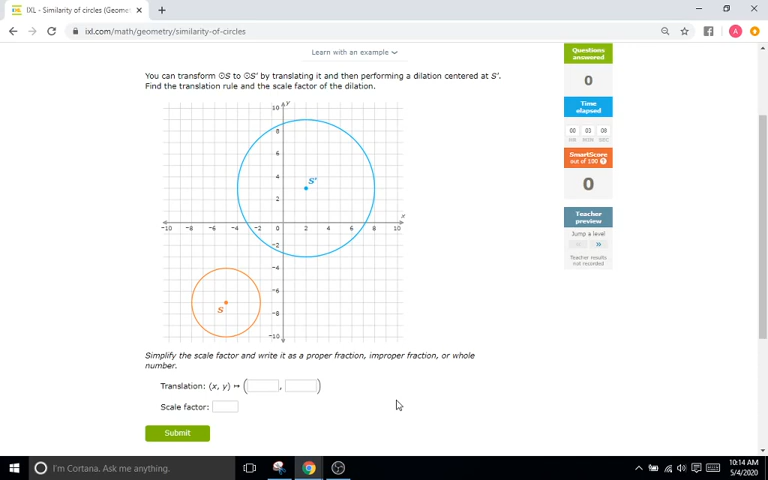 IXL - Similarity of circles (Geomet
ixl.com/math/geometry/similarity-of-circles
A
Learn with an example
You can transform ⊙S to ⊙S′ by translating it and then performing a dilation centered at S′.
Find the translation rule and the scale factor of the dilation.
y
10
8
6
4
2
S′
x
-10 -8 -6 -4 -2 0 2 4 6 8 10
-2
-4
-6
-8
-10
S
Simplify the scale factor and write it as a proper fraction, improper fraction, or whole
number.
Translation: (x, y) ↦ ( , )
Scale factor:
Submit
Questions
answered
0
Time
elapsed
00 03 08
HR MIN SEC
SmartScore
out of 100 ?
0
Teacher
preview
Jump a level
« »
Teacher results
not recorded
I'm Cortana. Ask me anything.
10:14 AM
5/4/2020